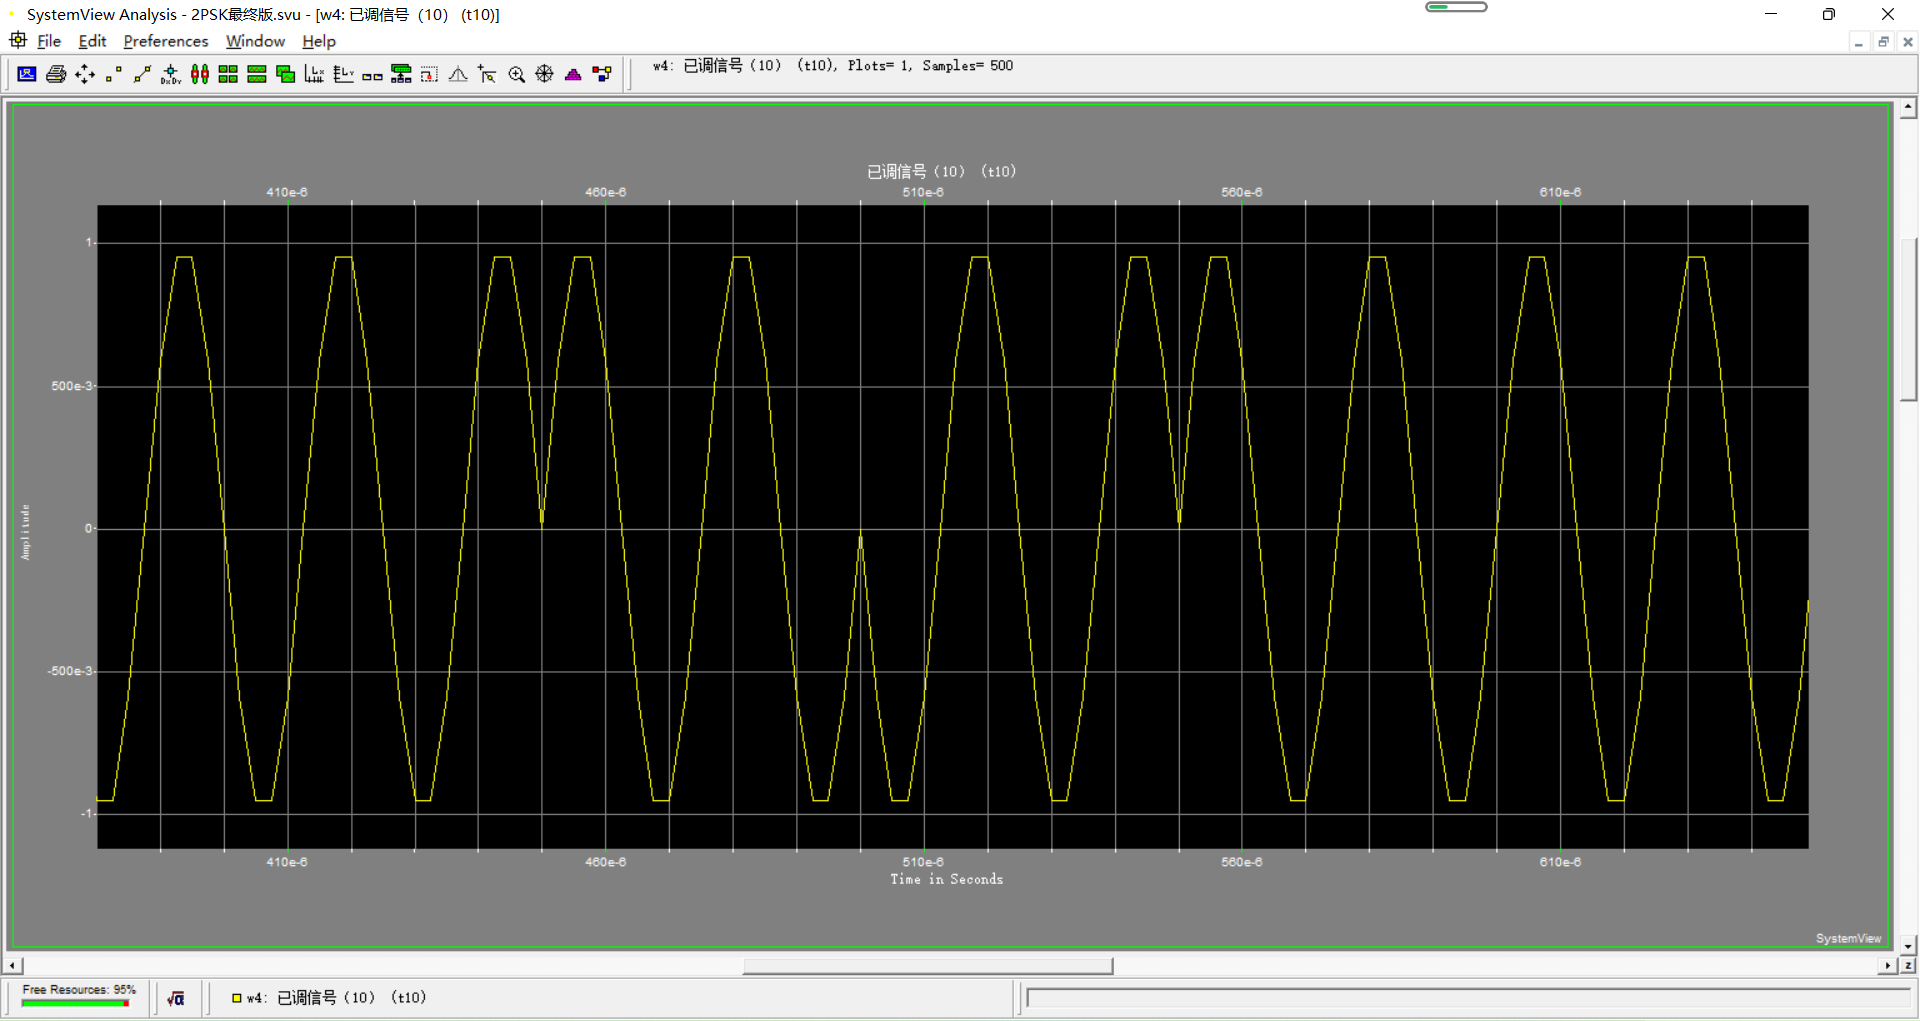 SystemView Analysis - 2PSK最终版.svu - [w4: 已调信号（10） (t10)]
File Edit Preferences Window Help
w4: 已调信号（10） (t10), Plots= 1, Samples= 500
已调信号（10） (t10)
410e-6 460e-6 510e-6 560e-6 610e-6
1
500e-3
0
-500e-3
-1
Amplitude
410e-6 460e-6 510e-6 560e-6 610e-6
Time in Seconds
SystemView
Free Resources: 95%
√α
w4: 已调信号（10） (t10)
z